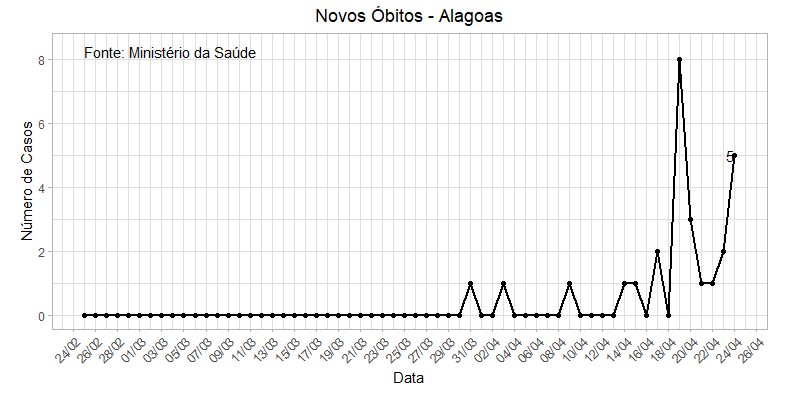 Novos Óbitos - Alagoas
Fonte: Ministério da Saúde
Número de Casos
8
6
4
2
0
5
24/02 26/02 28/02 01/03 03/03 05/03 07/03 09/03 11/03 13/03 15/03 17/03 19/03 21/03 23/03 25/03 27/03 29/03 31/03 02/04 04/04 06/04 08/04 10/04 12/04 14/04 16/04 18/04 20/04 22/04 24/04 26/04
Data